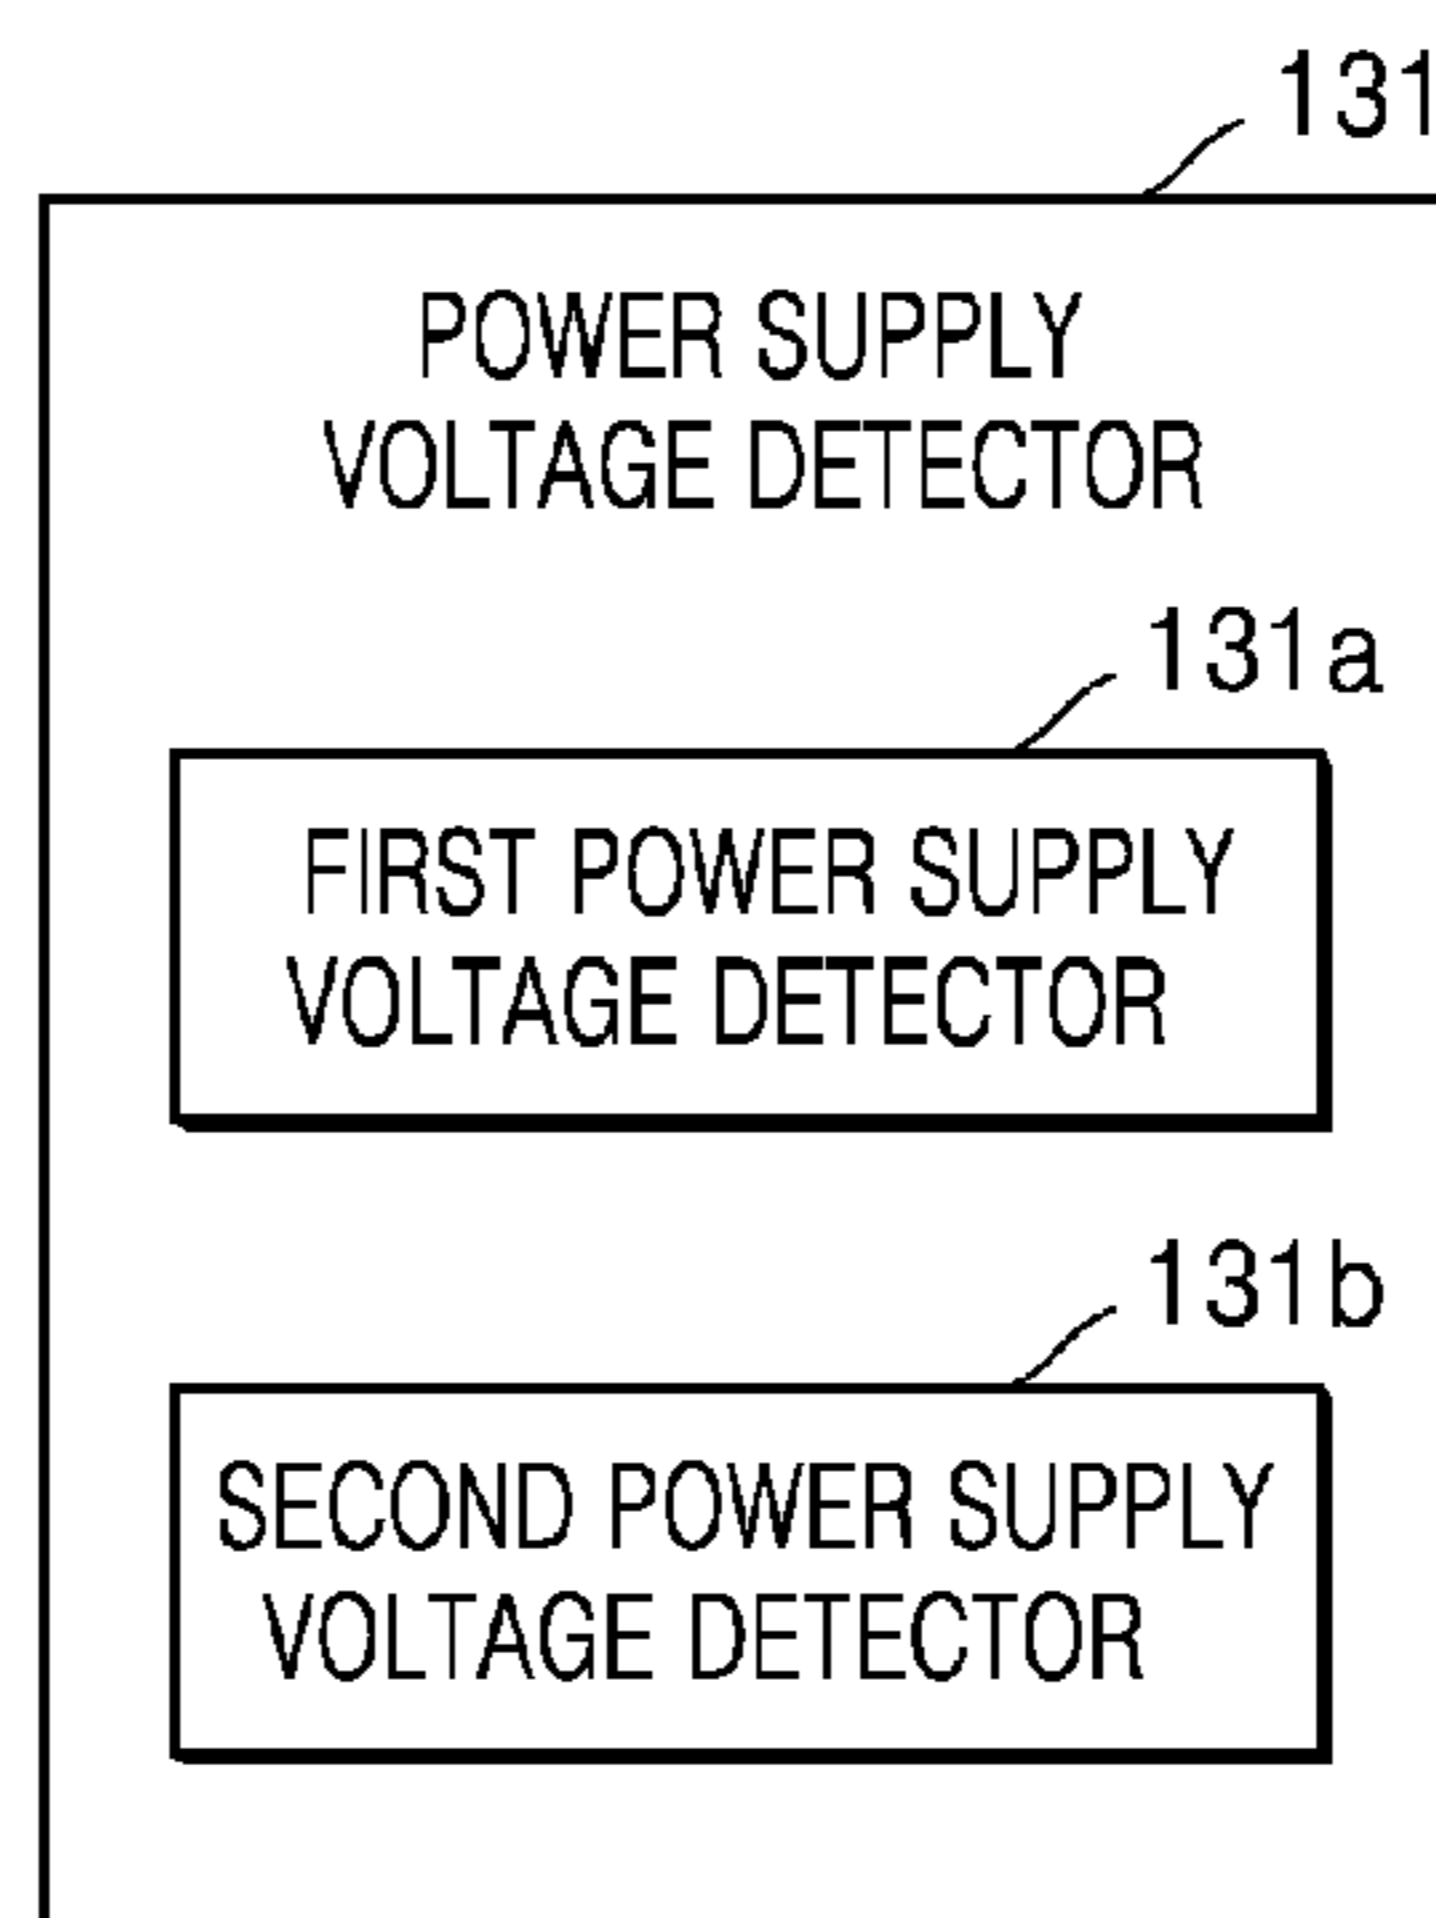 131
POWER SUPPLY
VOLTAGE DETECTOR
131a
FIRST POWER SUPPLY
VOLTAGE DETECTOR
131b
SECOND POWER SUPPLY
VOLTAGE DETECTOR